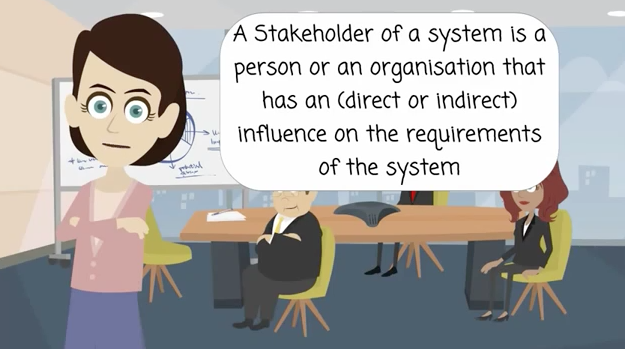 A Stakeholder of a system is a
person or an organisation that
has an (direct or indirect)
influence on the requirements
of the system